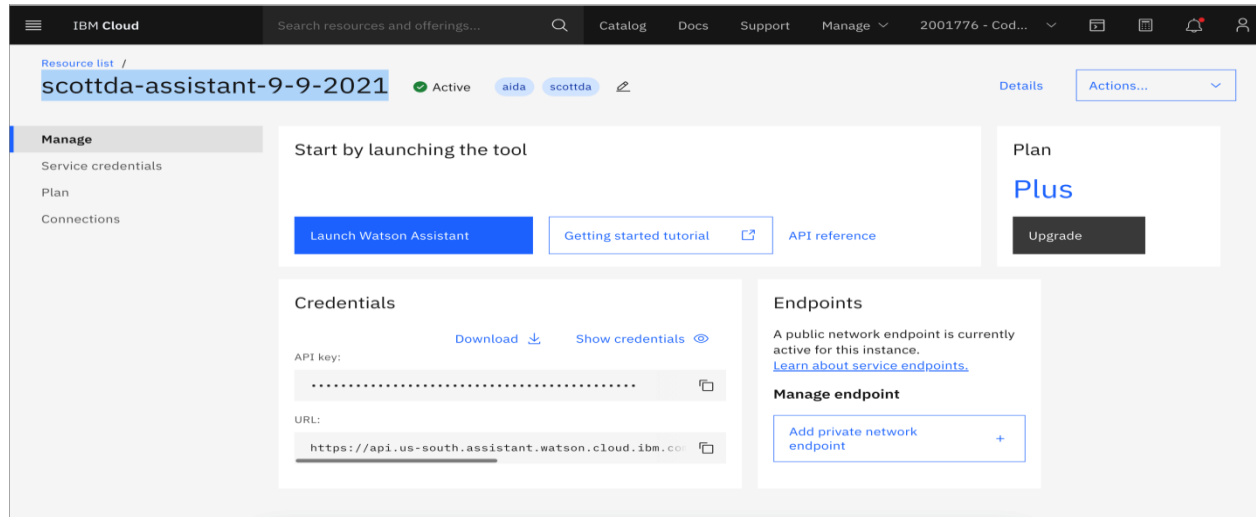 IBM Cloud
Search resources and offerings...
Catalog
Docs
Support
Manage
2001776 - Cod...
Resource list /
scottda-assistant-9-9-2021
Active
aida
scottda
Details
Actions...
Manage
Service credentials
Plan
Connections
Start by launching the tool
Launch Watson Assistant
Getting started tutorial
API reference
Plan
Plus
Upgrade
Credentials
Download
Show credentials
API key:
URL:
https://api.us-south.assistant.watson.cloud.ibm.co
Endpoints
A public network endpoint is currently
active for this instance.
Learn about service endpoints.
Manage endpoint
Add private network
endpoint
+